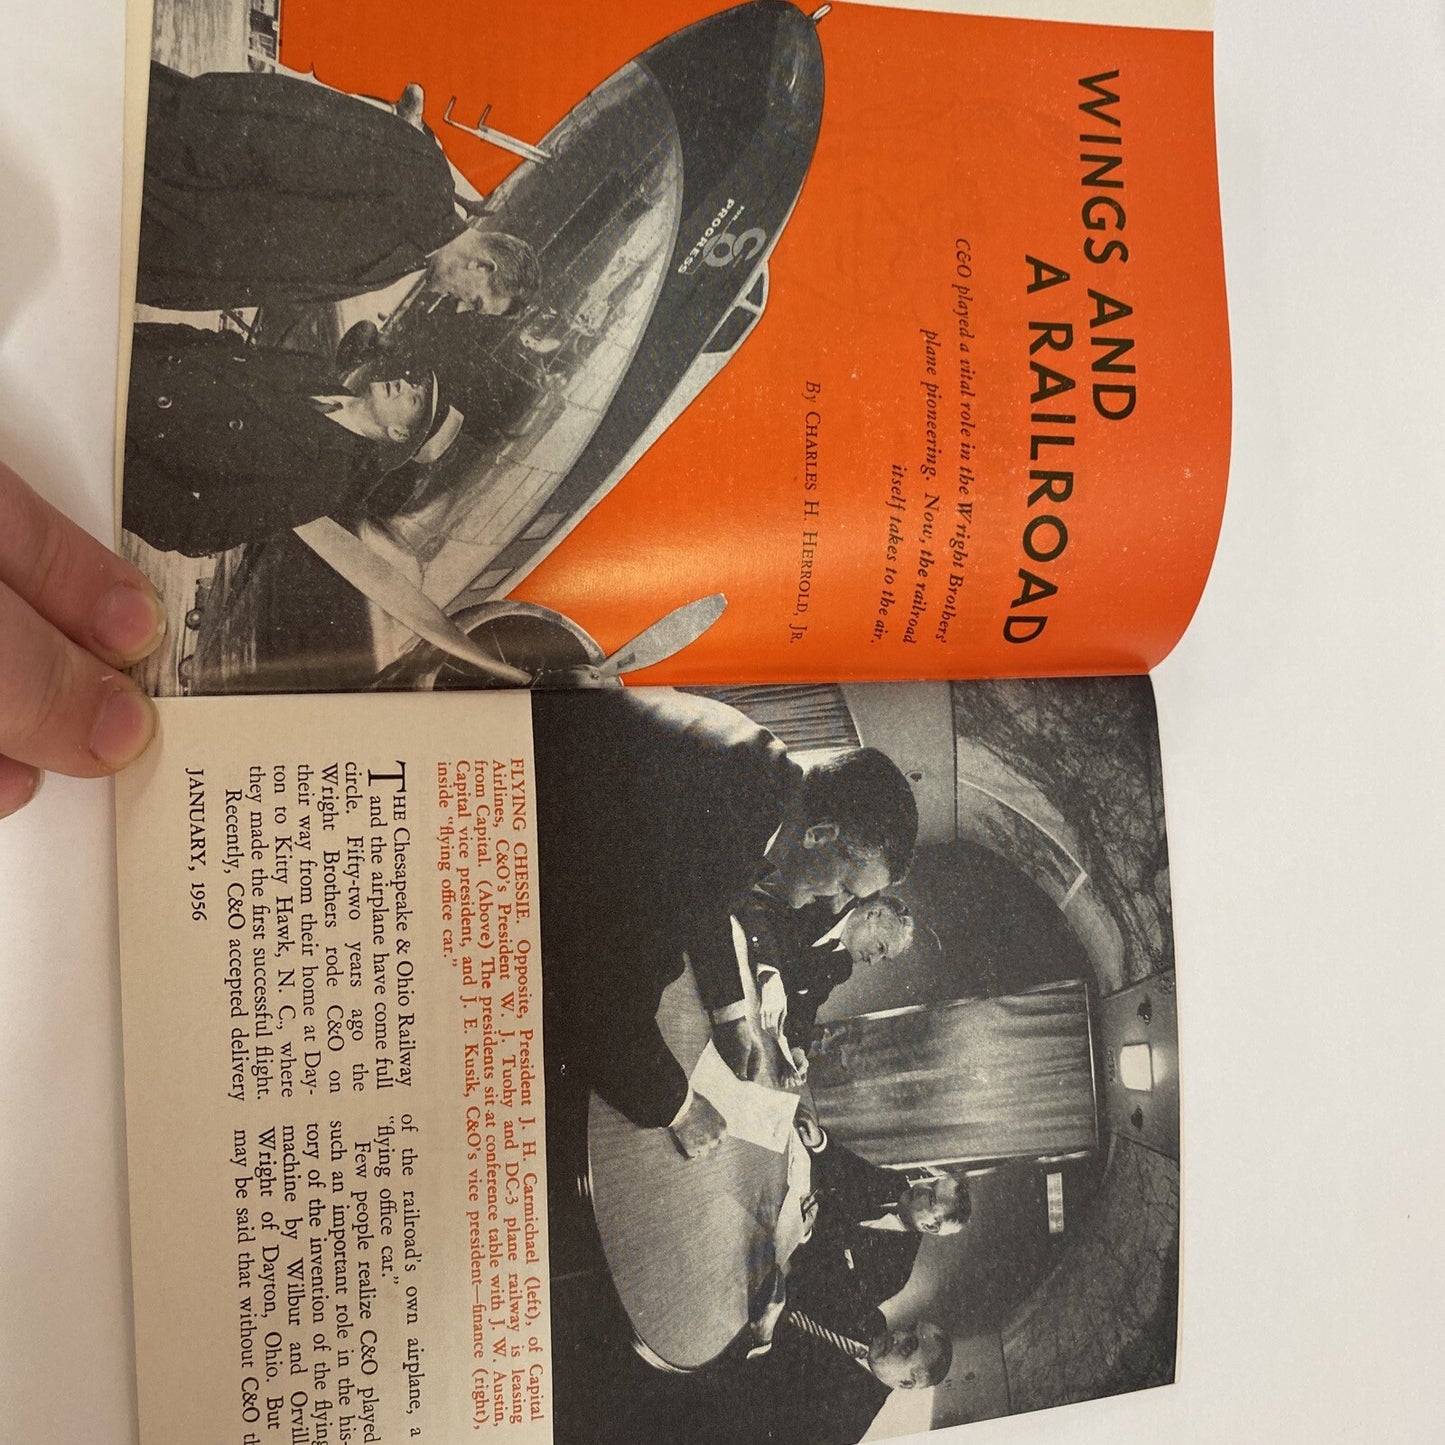 WINGS AND
A RAILROAD
C&O played a vital role in the Wright Brothers'
plane pioneering. Now, the railroad
itself takes to the air.
By CHARLES H. HERROLD, JR.
C&O
FOR
PROGRESS
FLYING CHESSIE. Opposite, President J. H. Carmichael (left), of Capital
Airlines, C&O's President W. J. Tuohy and DC-3 plane railway is leasing
from Capital. (Above) The presidents sit at conference table with J. W. Austin,
Capital vice president, and J. E. Kusik, C&O's vice president—finance (right),
inside "flying office car."
THE Chesapeake & Ohio Railway
and the airplane have come full
circle. Fifty-two years ago the
Wright Brothers rode C&O on
their way from their home at Day-
ton to Kitty Hawk, N. C., where
they made the first successful flight.
Recently, C&O accepted delivery
of the railroad's own airplane, a
"flying office car."
Few people realize C&O played
such an important role in the his-
tory of the invention of the flying
machine by Wilbur and Orvill
Wright of Dayton, Ohio. But
may be said that without C&O th
JANUARY, 1956